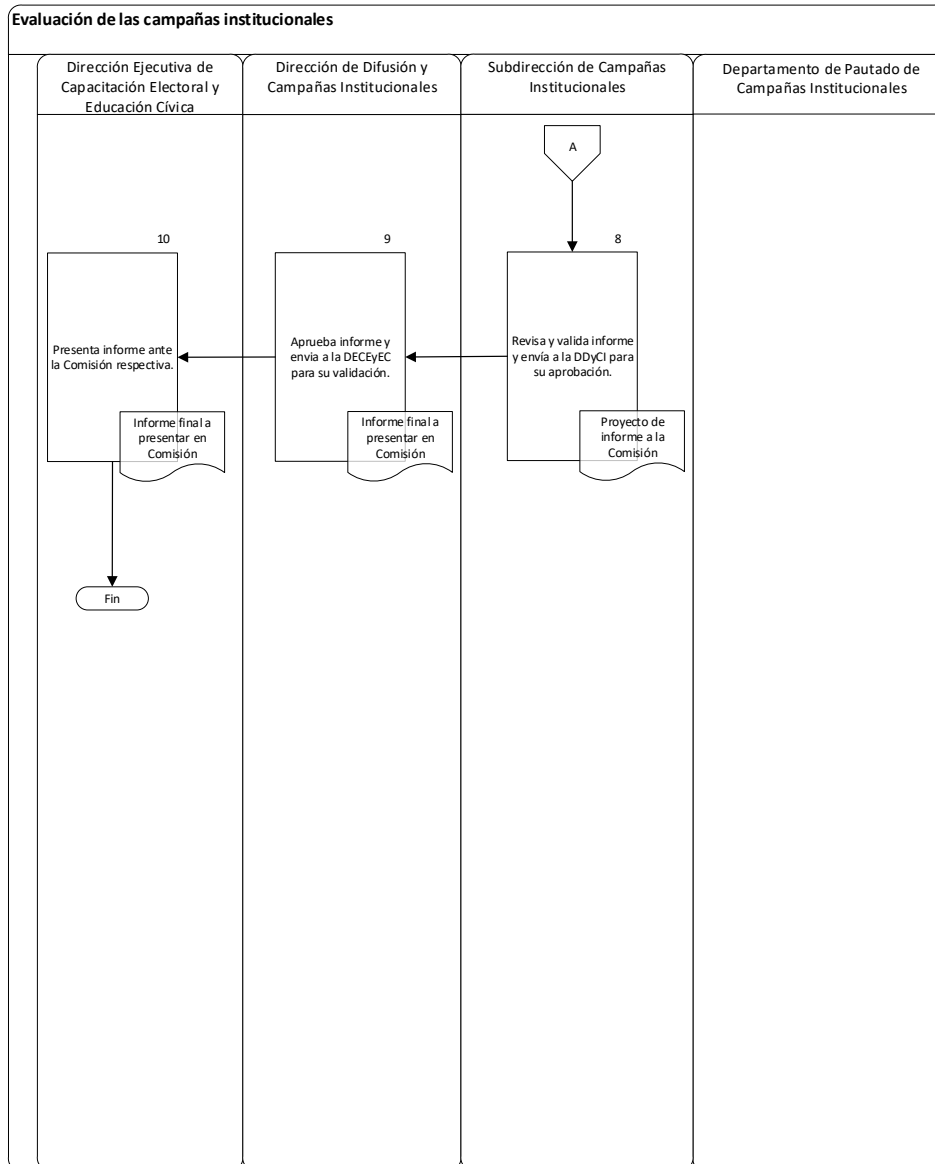 Evaluación de las campañas institucionales
Dirección Ejecutiva de
Capacitación Electoral y
Educación Cívica
Dirección de Difusión y
Campañas Institucionales
Subdirección de Campañas
Institucionales
Departamento de Pautado de
Campañas Institucionales
A
10
Presenta informe ante
la Comisión respectiva.
Informe final a
presentar en
Comisión
9
Aprueba informe y
envia a la DECEyEC
para su validación.
Informe final a
presentar en
Comisión
8
Revisa y valida informe
y envía a la DDyCI para
su aprobación.
Proyecto de
informe a la
Comisión
Fin